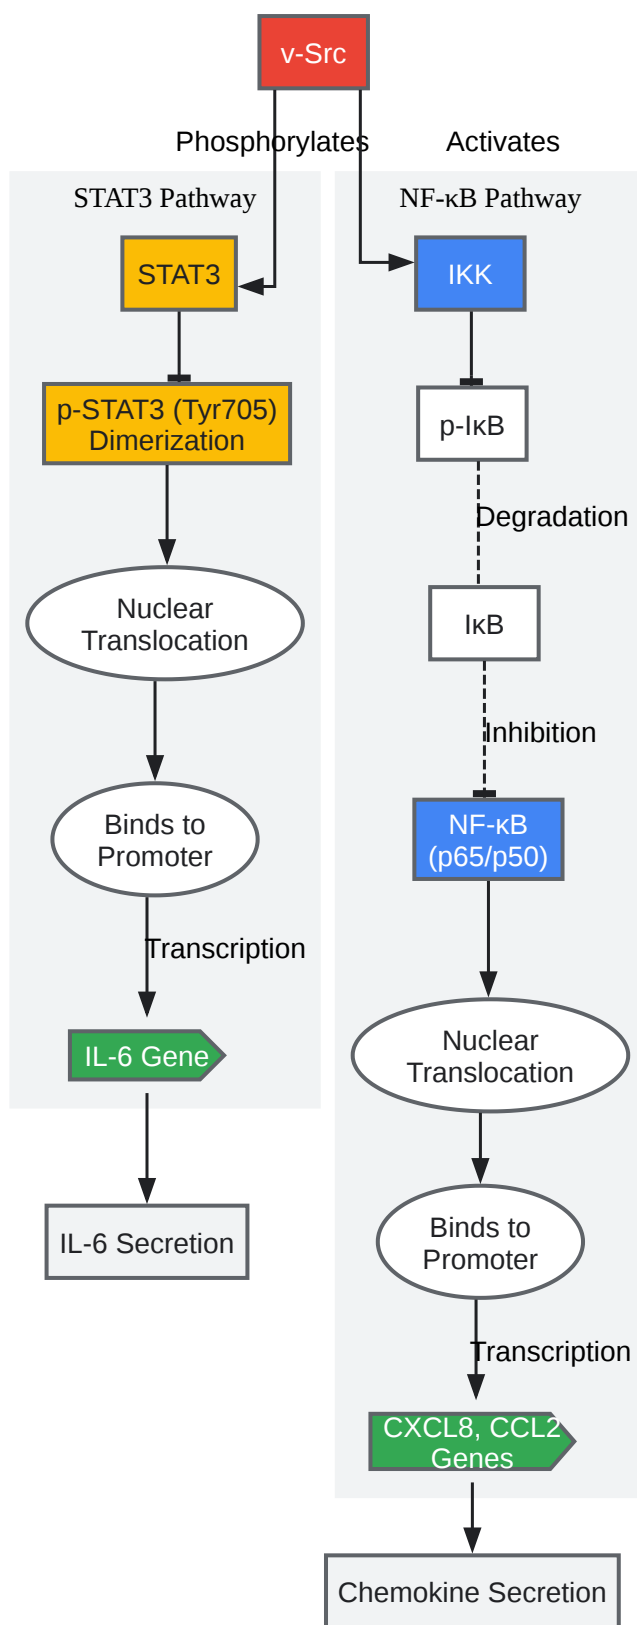 v-Src
Phosphorylates
Activates
STAT3 Pathway
NF-κB Pathway
STAT3
IKK
p-STAT3 (Tyr705)
Dimerization
p-IκB
Degradation
Nuclear
Translocation
IκB
Inhibition
Binds to
Promoter
NF-κB
(p65/p50)
Transcription
IL-6 Gene
Nuclear
Translocation
IL-6 Secretion
Binds to
Promoter
Transcription
CXCL8, CCL2
Genes
Chemokine Secretion